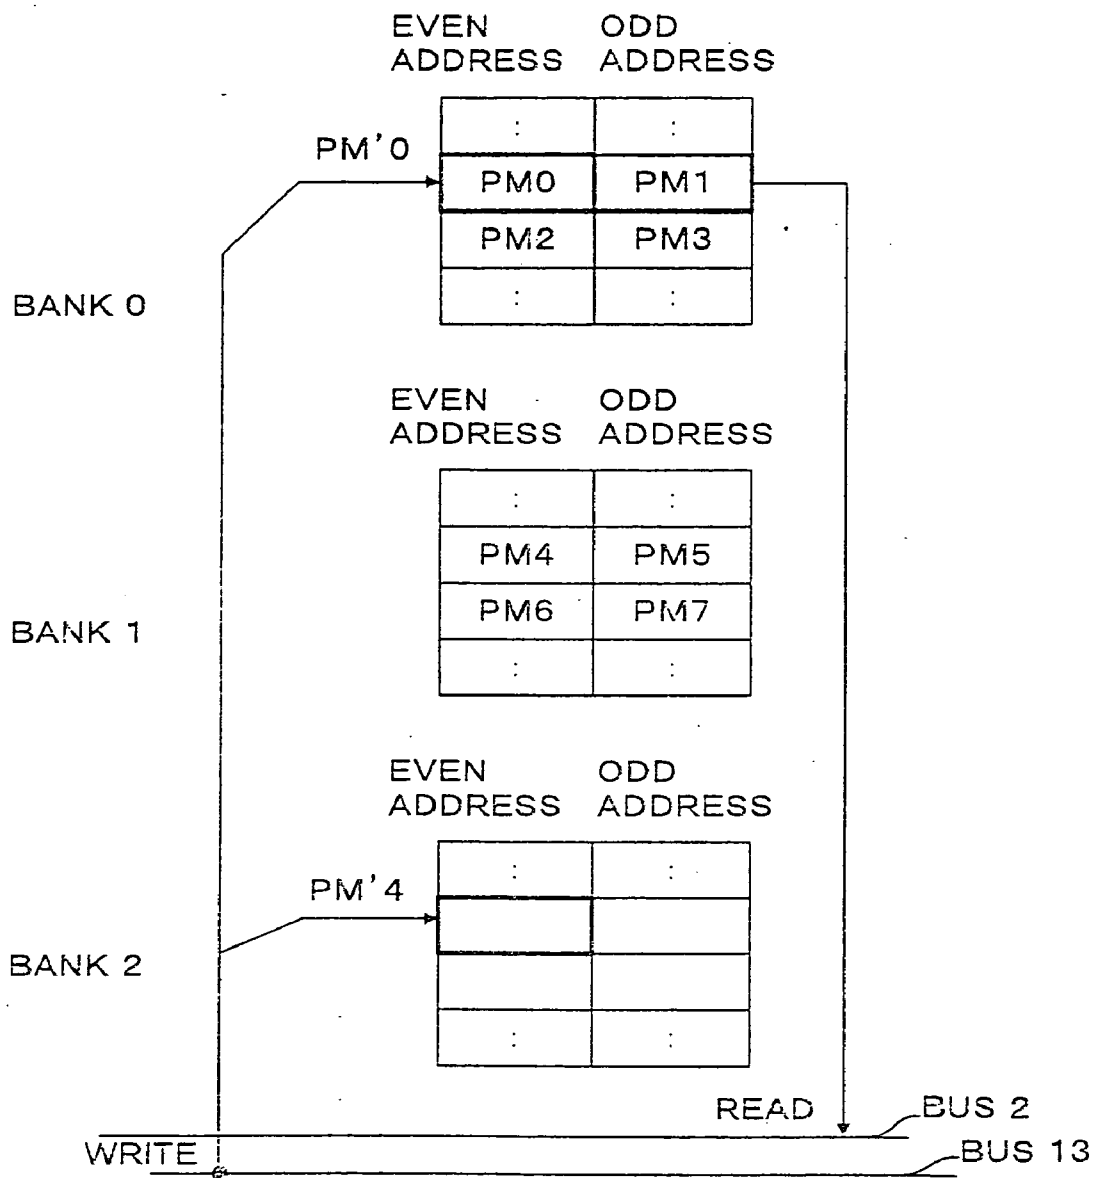 EVEN ODD
ADDRESS ADDRESS
: :
PM'0
PM0 PM1
PM2 PM3
: :
BANK 0
EVEN ODD
ADDRESS ADDRESS
: :
PM4 PM5
PM6 PM7
BANK 1
: :
EVEN ODD
ADDRESS ADDRESS
: :
PM'4
BANK 2
: :
READ BUS 2
WRITE BUS 13